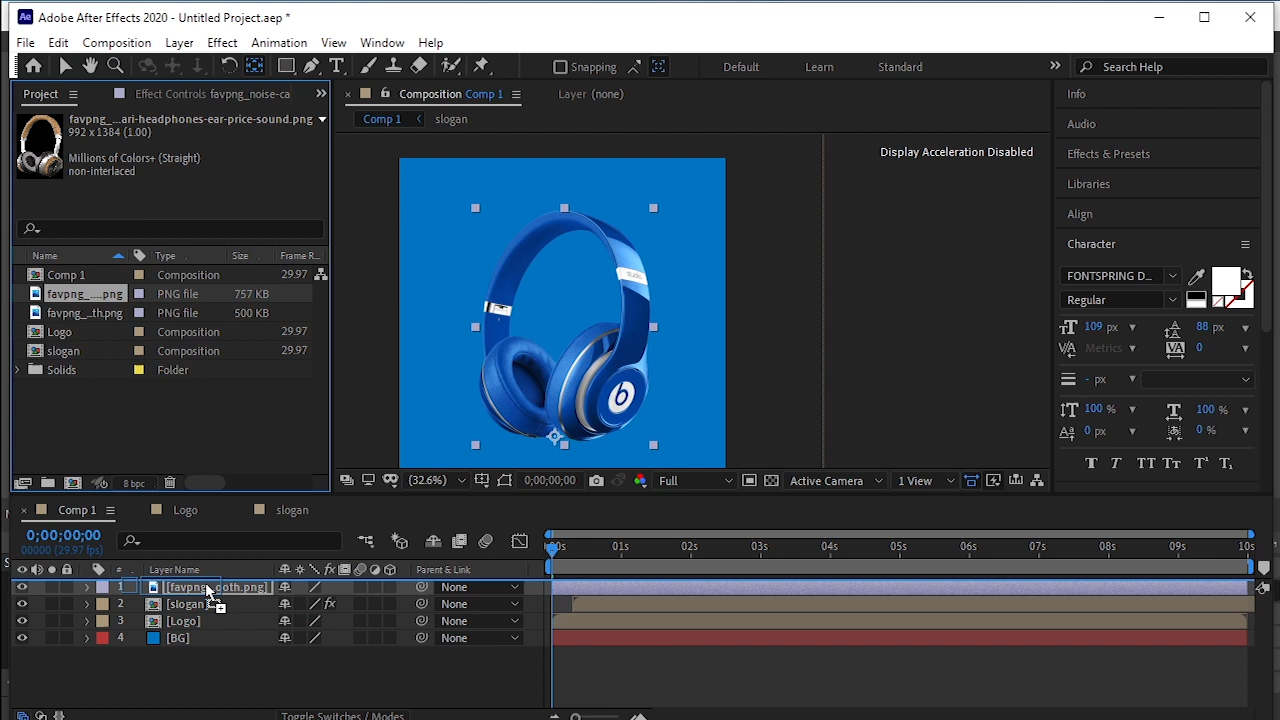 Adobe After Effects 2020 - Untitled Project.aep *
File Edit Composition Layer Effect Animation View Window Help
Snapping Default Learn Standard Search Help
Project Effect Controls favpng_noise-ca
favpng_...ari-headphones-ear-price-sound.png
992 x 1384 (1.00)
Millions of Colors+ (Straight)
non-interlaced
Name Type Size Frame R...
Comp 1 Composition 29.97
favpng_....png PNG file 757 KB
favpng_...th.png PNG file 500 KB
Logo Composition 29.97
slogan Composition 29.97
Solids Folder
8 bpc
Composition Comp 1 Layer (none)
Comp 1 slogan
Display Acceleration Disabled
studio
b
(32.6%) 0;00;00;00 Full Active Camera 1 View
Info
Audio
Effects & Presets
Libraries
Align
Character
FONTSPRING D...
Regular
109 px 88 px
Metrics 0
- px
100 % 100 %
0 px 0 %
T T TT Tt T¹ T₁
Comp 1 Logo slogan
0;00;00;00
00000 (29.97 fps)
# Layer Name fx Parent & Link
01s 02s 03s 04s 05s 06s 07s 08s 09s 10s
1 None
2 [slogan] fx None
3 [Logo] None
4 [BG] None
Toggle Switches / Modes